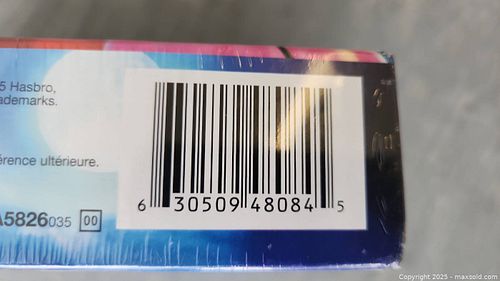 5 Hasbro,
ademarks.
érence ultérieure.
A5826035 00
6 30509 48084 5
Copyright 2025 - maxsold.com